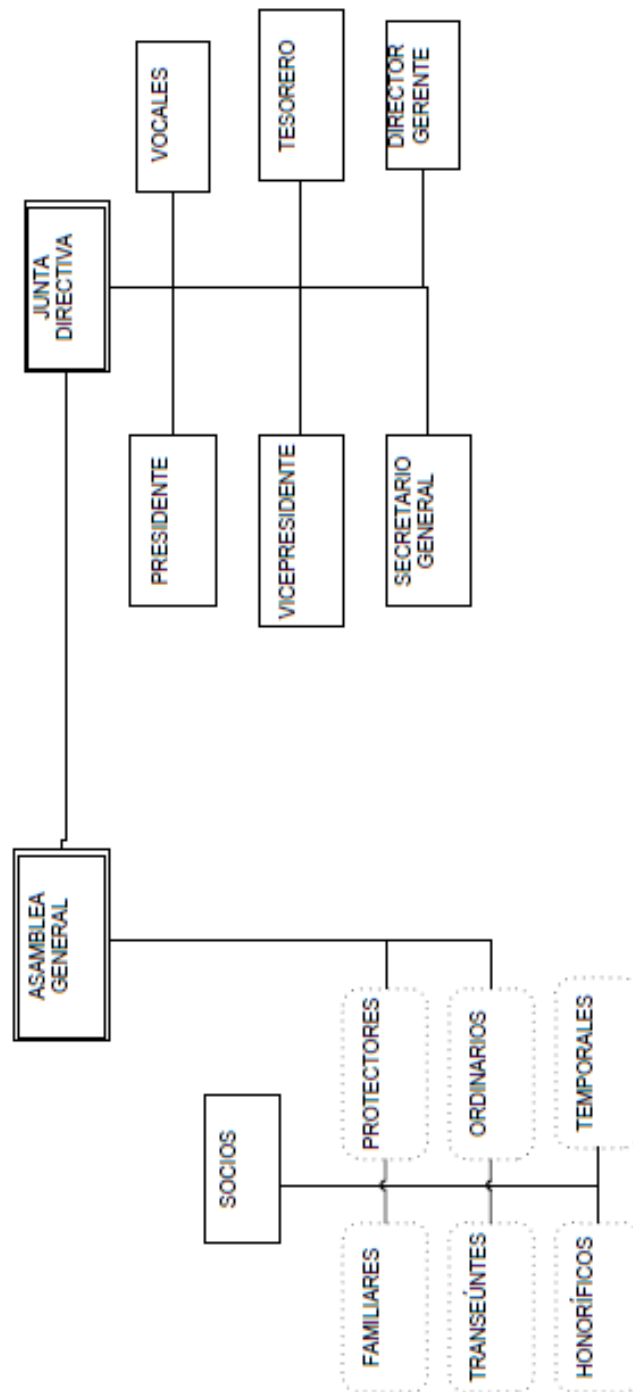 ASAMBLEA
GENERAL
JUNTA
DIRECTIVA
SOCIOS
FAMILIARES
PROTECTORES
TRANSEÚNTES
ORDINARIOS
HONORÍFICOS
TEMPORALES
PRESIDENTE
VOCALES
VICEPRESIDENTE
TESORERO
SECRETARIO
GENERAL
DIRECTOR
GERENTE